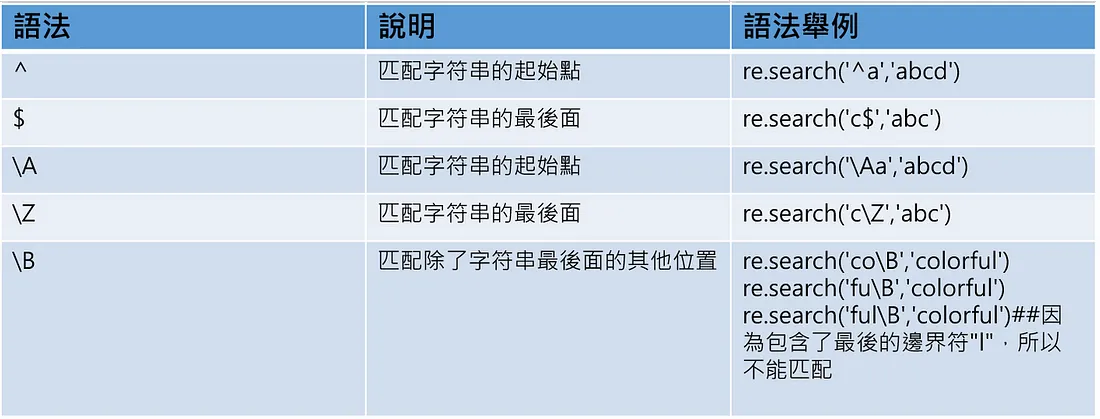 語法 說明 語法舉例
^ 匹配字符串的起始點 re.search('^a','abcd')
$ 匹配字符串的最後面 re.search('c$','abc')
\A 匹配字符串的起始點 re.search('\Aa','abcd')
\Z 匹配字符串的最後面 re.search('c\Z','abc')
\B 匹配除了字符串最後面的其他位置 re.search('co\B','colorful')
re.search('fu\B','colorful')
re.search('ful\B','colorful')##因
為包含了最後的邊界符"l"，所以
不能匹配